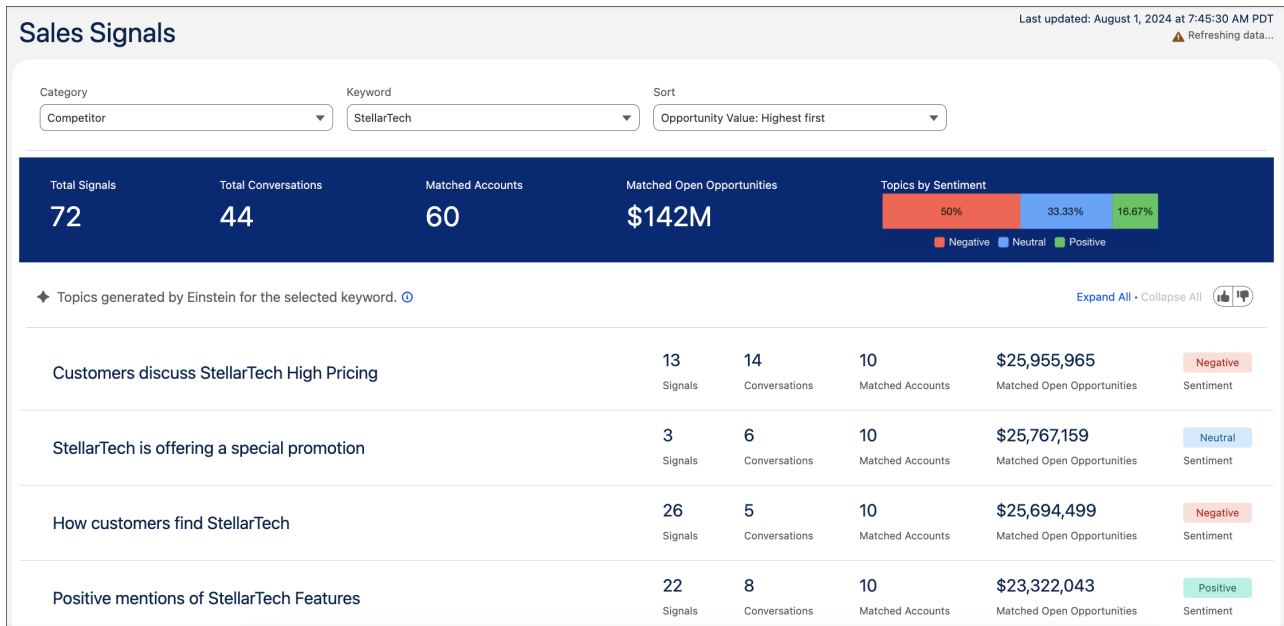 Sales Signals
Last updated: August 1, 2024 at 7:45:30 AM PDT
Refreshing data...
Category
Keyword
Sort
Competitor
StellarTech
Opportunity Value: Highest first
Total Signals
Total Conversations
Matched Accounts
Matched Open Opportunities
Topics by Sentiment
72
44
60
$142M
50%
33.33%
16.67%
Negative
Neutral
Positive
Topics generated by Einstein for the selected keyword.
Expand All • Collapse All
Customers discuss StellarTech High Pricing
13
14
10
$25,955,965
Negative
Signals
Conversations
Matched Accounts
Matched Open Opportunities
Sentiment
StellarTech is offering a special promotion
3
6
10
$25,767,159
Neutral
Signals
Conversations
Matched Accounts
Matched Open Opportunities
Sentiment
How customers find StellarTech
26
5
10
$25,694,499
Negative
Signals
Conversations
Matched Accounts
Matched Open Opportunities
Sentiment
Positive mentions of StellarTech Features
22
8
10
$23,322,043
Positive
Signals
Conversations
Matched Accounts
Matched Open Opportunities
Sentiment